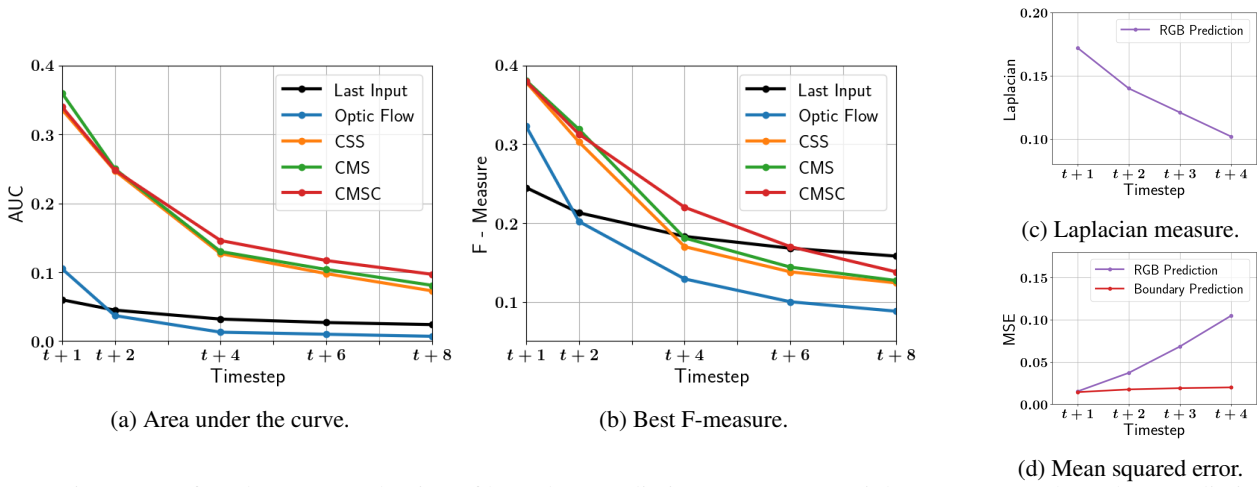 0.4
0.3
0.2
0.1
0.0
AUC
Last Input
Optic Flow
CSS
CMS
CMSC
t + 1 t + 2 t + 4 t + 6 t + 8
Timestep
(a) Area under the curve.
0.4
0.3
0.2
0.1
F - Measure
Last Input
Optic Flow
CSS
CMS
CMSC
t + 1 t + 2 t + 4 t + 6 t + 8
Timestep
(b) Best F-measure.
0.20
0.15
0.10
Laplacian
RGB Prediction
t + 1 t + 2 t + 3 t + 4
Timestep
(c) Laplacian measure.
0.15
0.10
0.05
0.00
MSE
RGB Prediction
Boundary Prediction
t + 1 t + 2 t + 3 t + 4
Timestep
(d) Mean squared error.